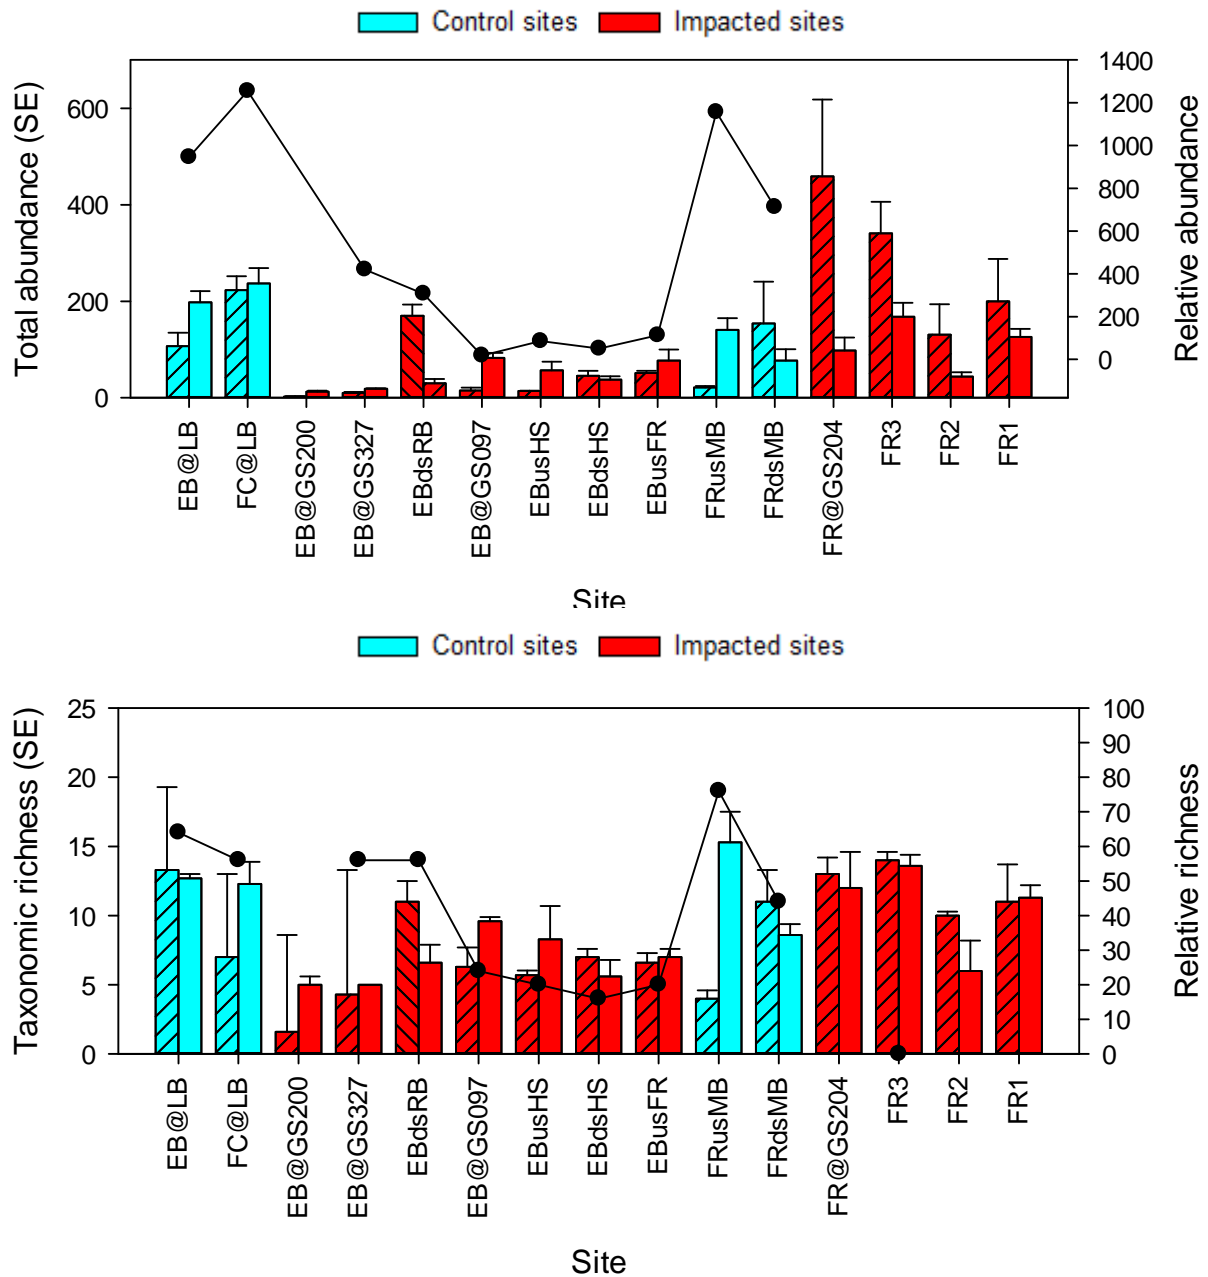 Control sites Impacted sites
Total abundance (SE)
600
400
200
0
1400
1200
1000
800
600
400
200
0
Relative abundance
EB@LB
FC@LB
EB@GS200
EB@GS327
EBdsRB
EB@GS097
EBusHS
EBdsHS
EBusFR
FRusMB
FRdsMB
FR@GS204
FR3
FR2
FR1
Site
Control sites Impacted sites
Taxonomic richness (SE)
25
20
15
10
5
0
100
90
80
70
60
50
40
30
20
10
0
Relative richness
EB@LB
FC@LB
EB@GS200
EB@GS327
EBdsRB
EB@GS097
EBusHS
EBdsHS
EBusFR
FRusMB
FRdsMB
FR@GS204
FR3
FR2
FR1
Site